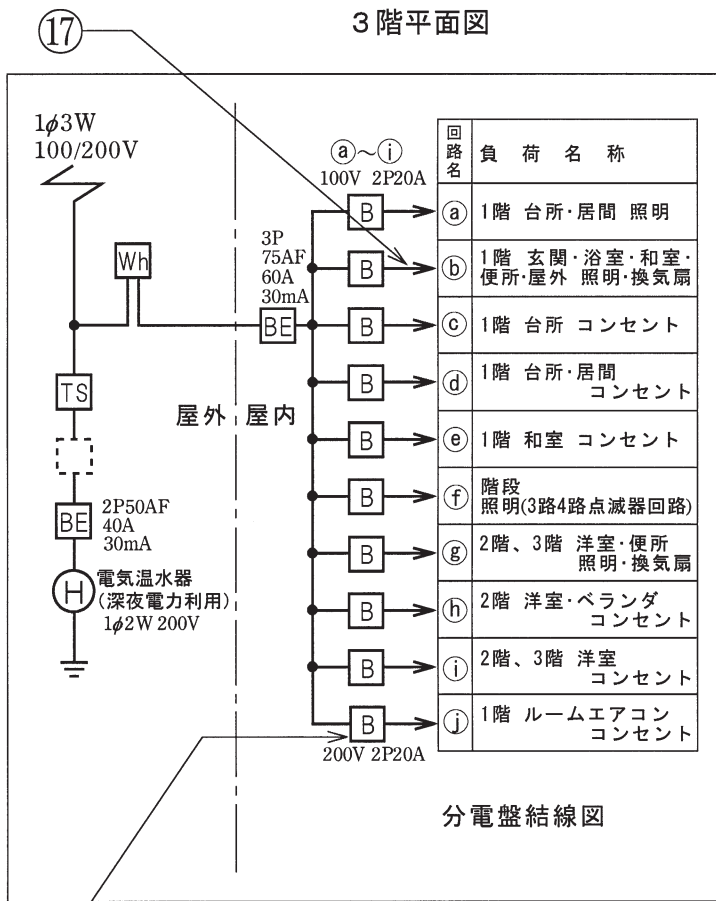 3階平面図
⑰
1φ3W
100/200V
ⓐ～ⓘ
100V 2P20A
回路名
負荷名称
B
ⓐ
1階 台所・居間 照明
Wh
3P
75AF
60A
30mA
BE
B
ⓑ
1階 玄関・浴室・和室・
便所・屋外 照明・換気扇
B
ⓒ
1階 台所 コンセント
TS
屋外
屋内
B
ⓓ
1階 台所・居間
コンセント
B
ⓔ
1階 和室 コンセント
BE
2P50AF
40A
30mA
B
ⓕ
階段
照明(3路4路点滅器回路)
H
電気温水器
(深夜電力利用)
1φ2W 200V
B
ⓖ
2階、3階 洋室・便所
照明・換気扇
B
ⓗ
2階 洋室・ベランダ
コンセント
B
ⓘ
2階、3階 洋室
コンセント
B
ⓙ
1階 ルームエアコン
コンセント
200V 2P20A
分電盤結線図